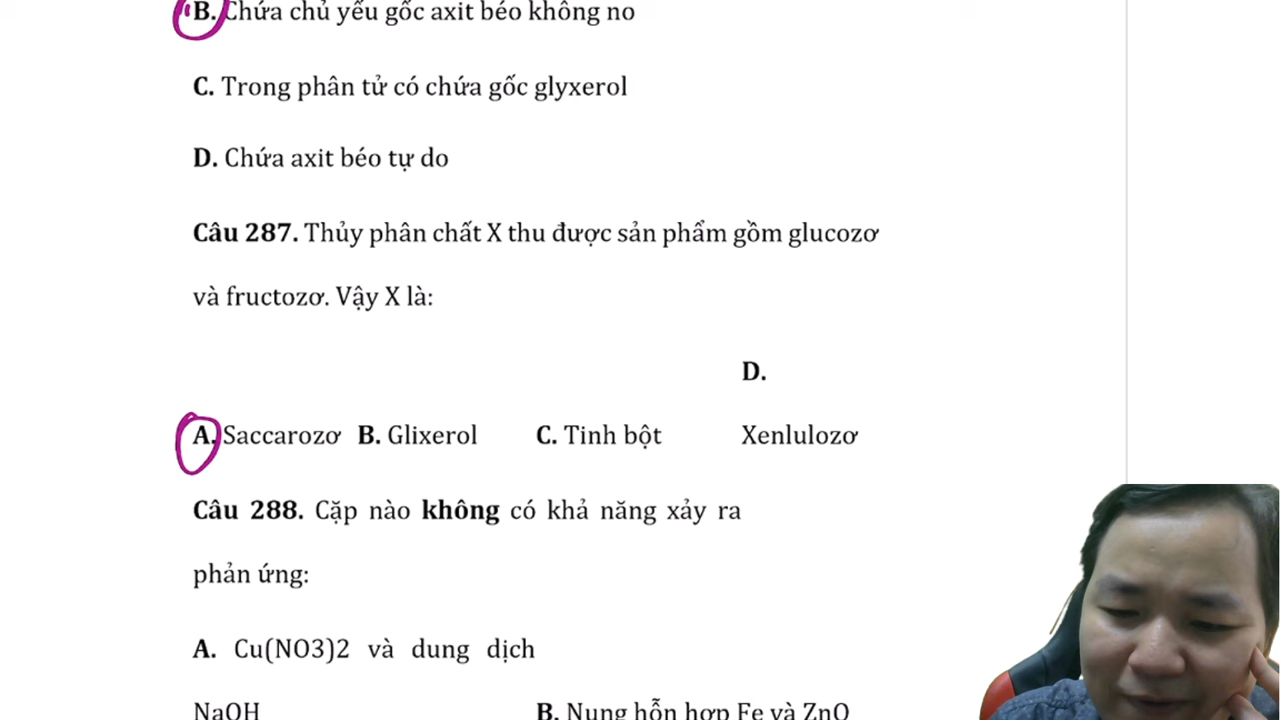 B. Chứa chủ yếu gốc axit béo không no
C. Trong phân tử có chứa gốc glyxerol
D. Chứa axit béo tự do
Câu 287. Thủy phân chất X thu được sản phẩm gồm glucozơ
và fructozơ. Vậy X là:
D.
A. Saccarozơ B. Glixerol C. Tinh bột Xenlulozơ
Câu 288. Cặp nào không có khả năng xảy ra
phản ứng:
A. Cu(NO3)2 và dung dịch
NaOH B. Nung hỗn hợp Fe và ZnO